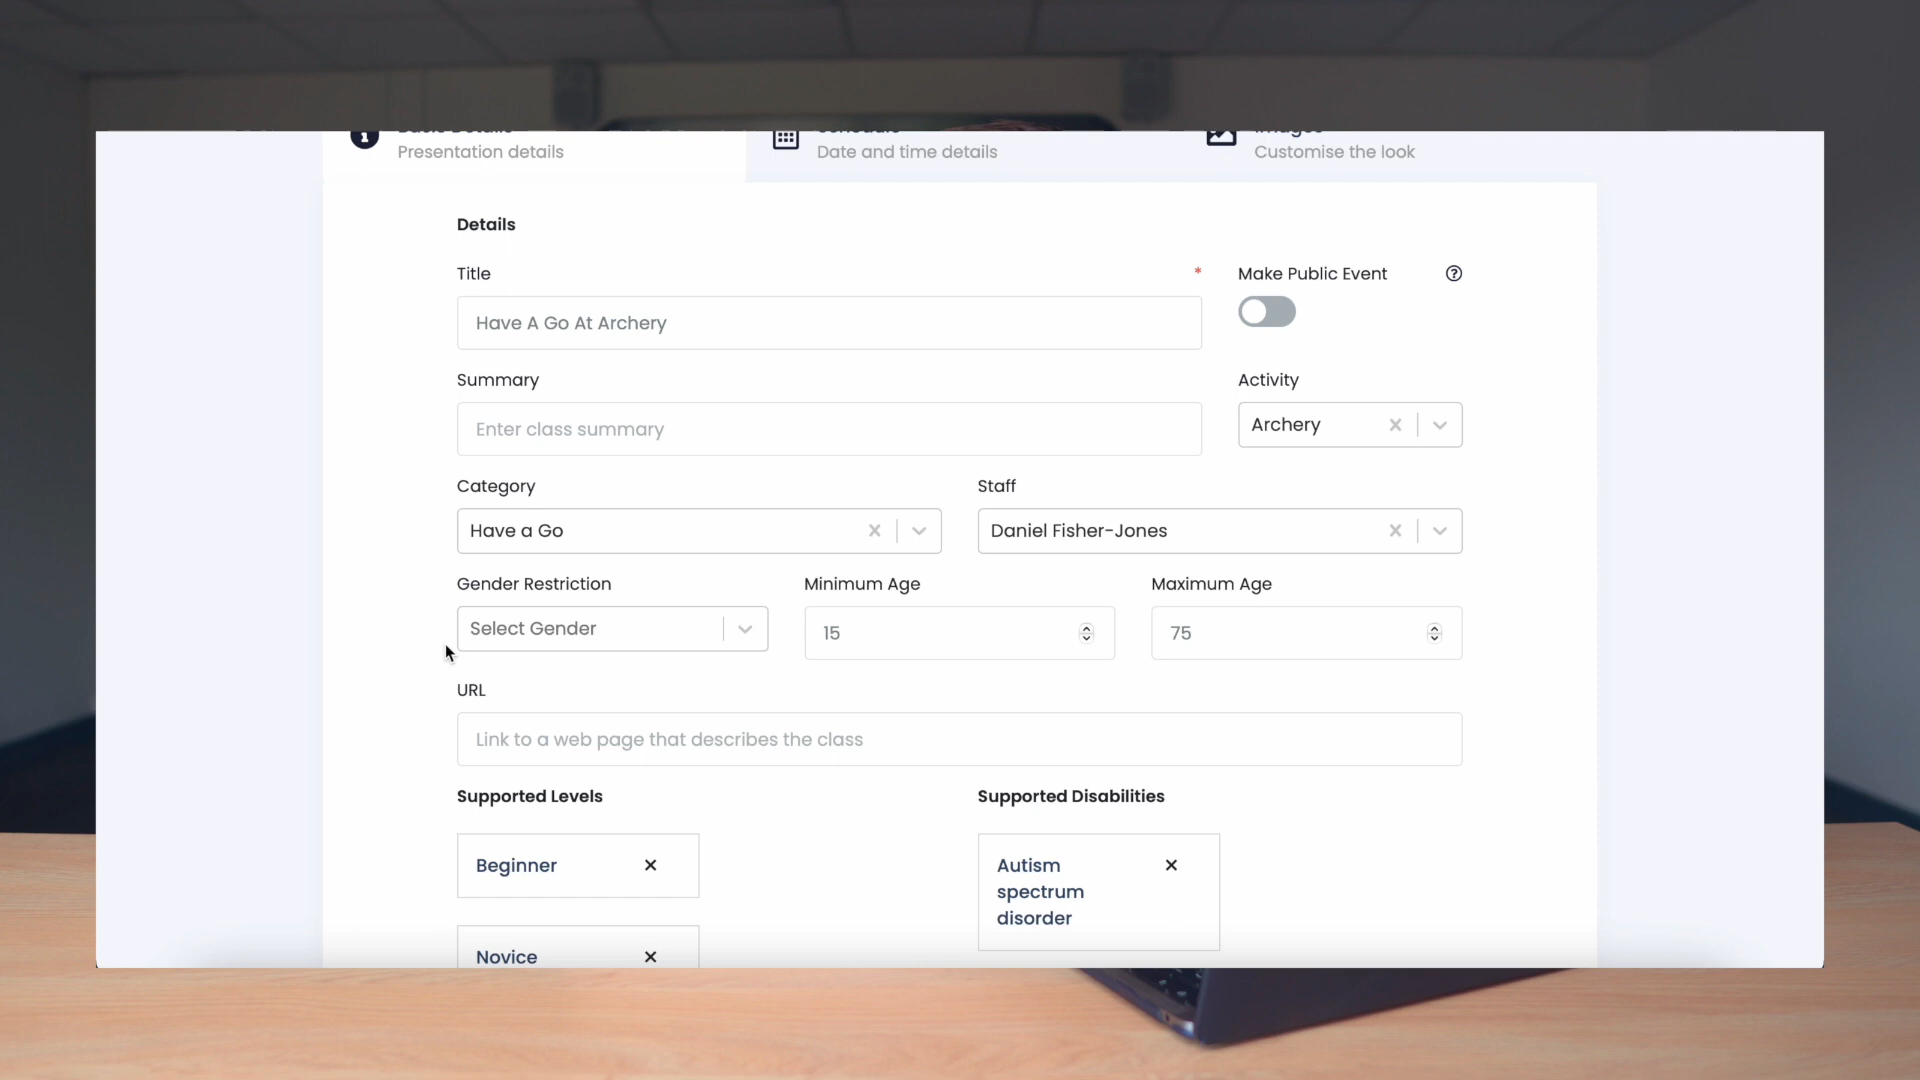 Presentation details
Date and time details
Customise the look
Details
Title *
Make Public Event
Have A Go At Archery
Summary
Activity
Enter class summary
Archery
Category
Staff
Have a Go
Daniel Fisher-Jones
Gender Restriction
Minimum Age
Maximum Age
Select Gender
15
75
URL
Link to a web page that describes the class
Supported Levels
Supported Disabilities
Beginner
Autism
spectrum
disorder
Novice